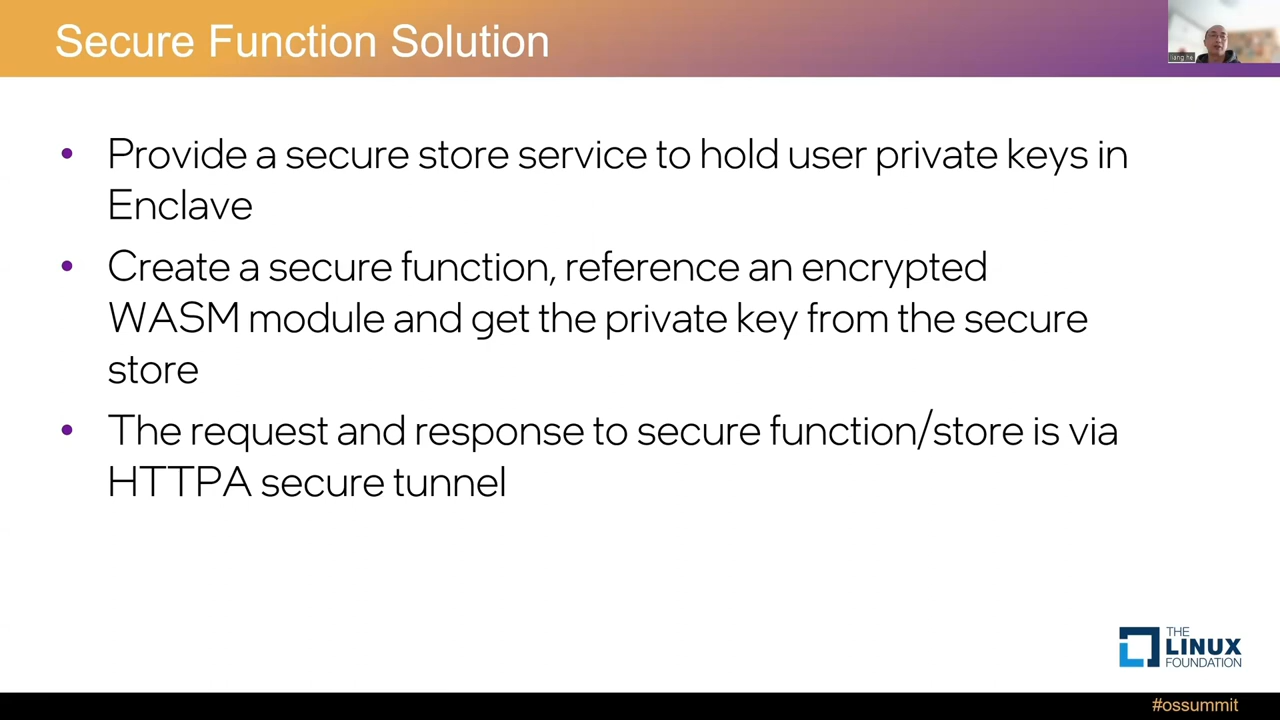 Secure Function Solution
liang he
• Provide a secure store service to hold user private keys in
Enclave
• Create a secure function, reference an encrypted
WASM module and get the private key from the secure
store
• The request and response to secure function/store is via
HTTPA secure tunnel
THE
LINUX
FOUNDATION
#ossummit